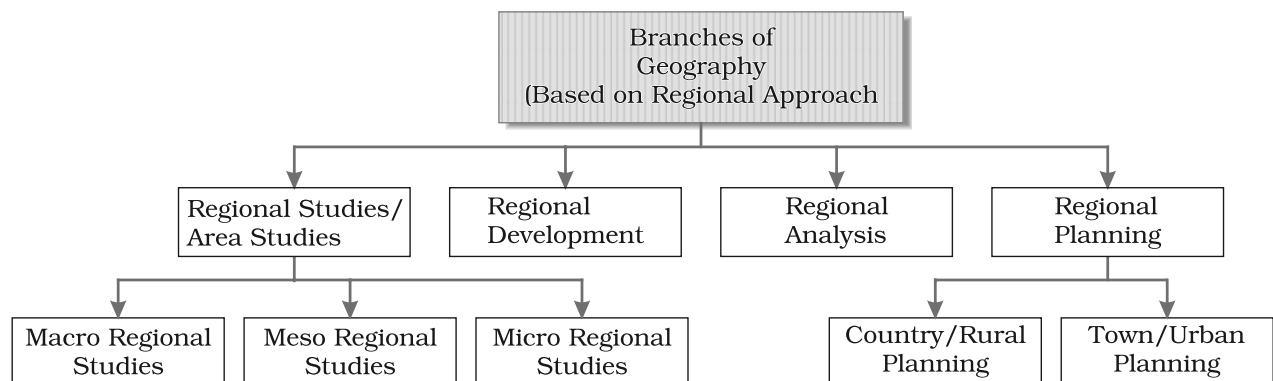 Branches of
Geography
(Based on Regional Approach
Regional Studies/
Area Studies
Regional
Development
Regional
Analysis
Regional
Planning
Macro Regional
Studies
Meso Regional
Studies
Micro Regional
Studies
Country/Rural
Planning
Town/Urban
Planning